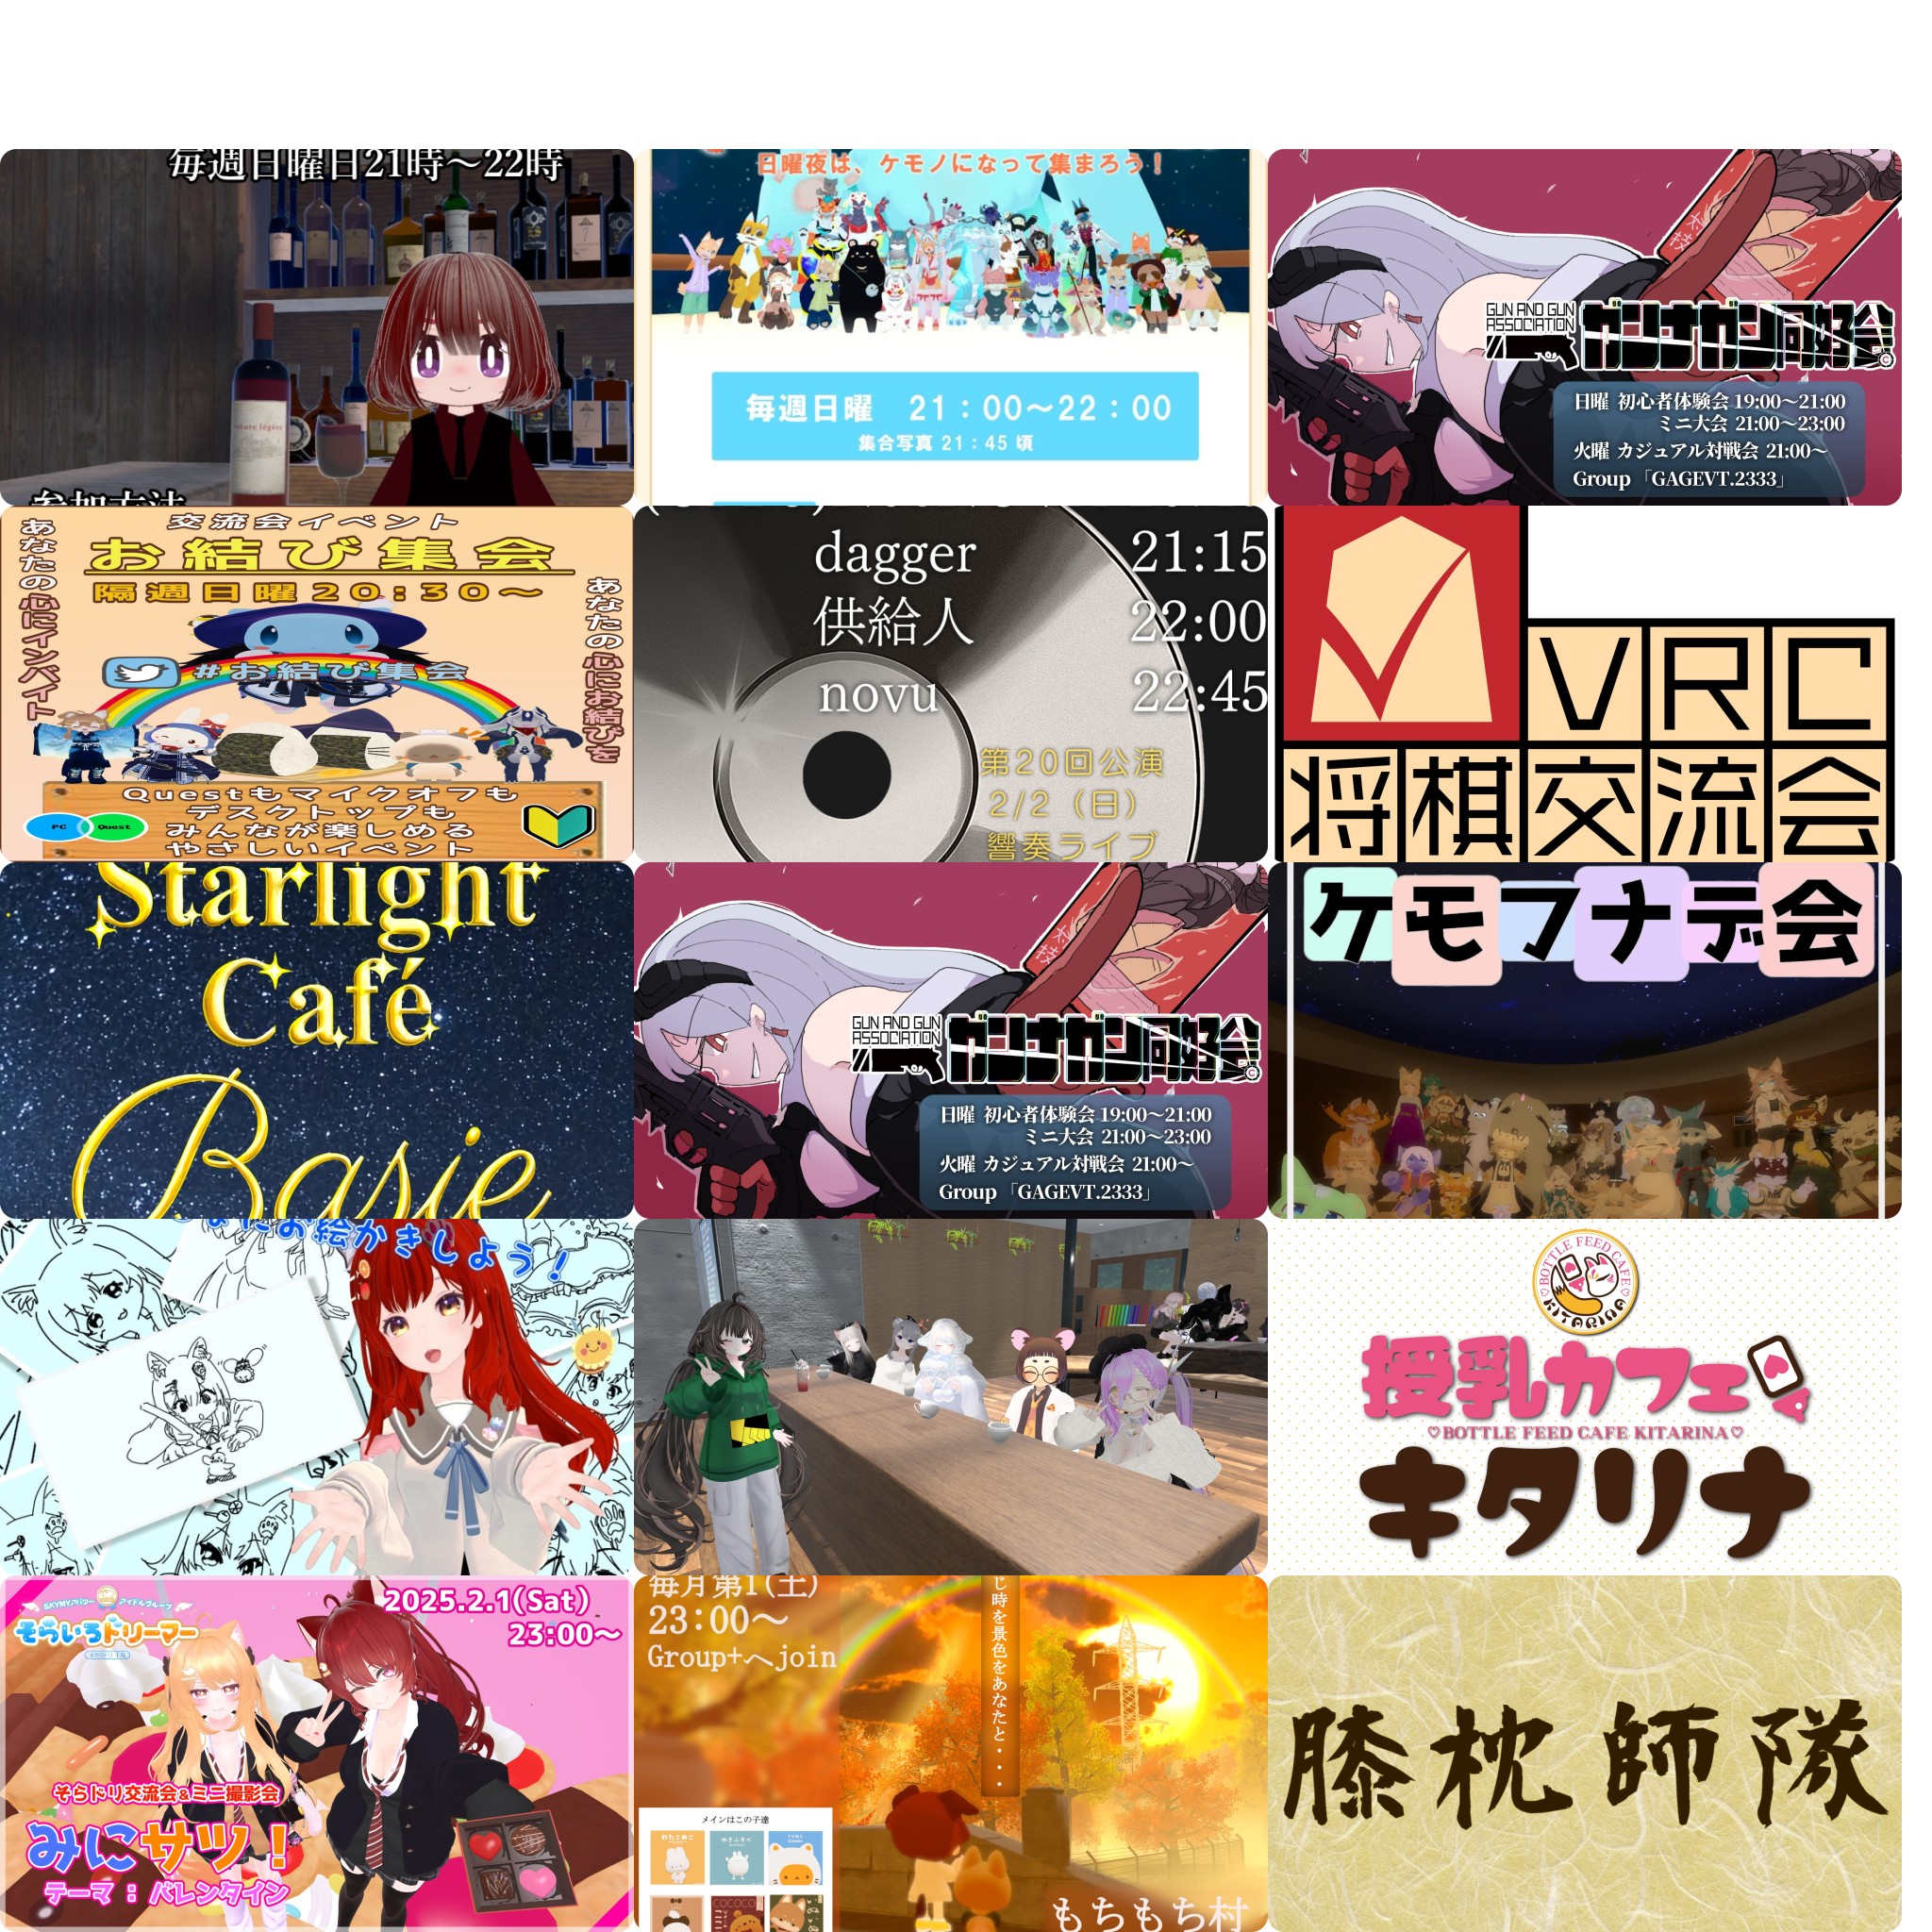 毎週日曜日21時～22時
参加方法
日曜夜は、ケモノになって集まろう！
毎週日曜 21：00～22：00
集合写真 21：45 頃
GUN AND GUN
ASSOCIATION
ガンナガン同好会
日曜 初心者体験会 19:00～21:00
ミニ大会 21:00～23:00
火曜 カジュアル対戦会 21:00～
Group 「GAGEVT.2333」
交流会イベント
お結び集会
隔週日曜20:30～
あなたの心にインバイト
あなたの心にお結びを
#お結び集会
Questもマイクオフも
デスクトップも
みんなが楽しめる
やさしいイベント
PC
Quest
dagger 21:15
供給人 22:00
novu 22:45
第20回公演
2/2（日）
響奏ライブ
VRC
将棋交流会
Starlight
Café
Basie
GUN AND GUN
ASSOCIATION
ガンナガン同好会
日曜 初心者体験会 19:00～21:00
ミニ大会 21:00～23:00
火曜 カジュアル対戦会 21:00～
Group 「GAGEVT.2333」
ケモフナデ会
お絵かきしよう！
BOTTLE FEED CAFE
KITARINA
授乳カフェ
♡BOTTLE FEED CAFE KITARINA♡
キタリナ
そらいろドリーマー
2025.2.1(Sat)
23:00～
そらドリ交流会&ミニ撮影会
みにサツ！
テーマ：バレンタイン
毎月第1(土)
23:00～
Group+へjoin
じ時を景色をあなたと・・・
メインはこの子達
もちもち村
膝枕師隊